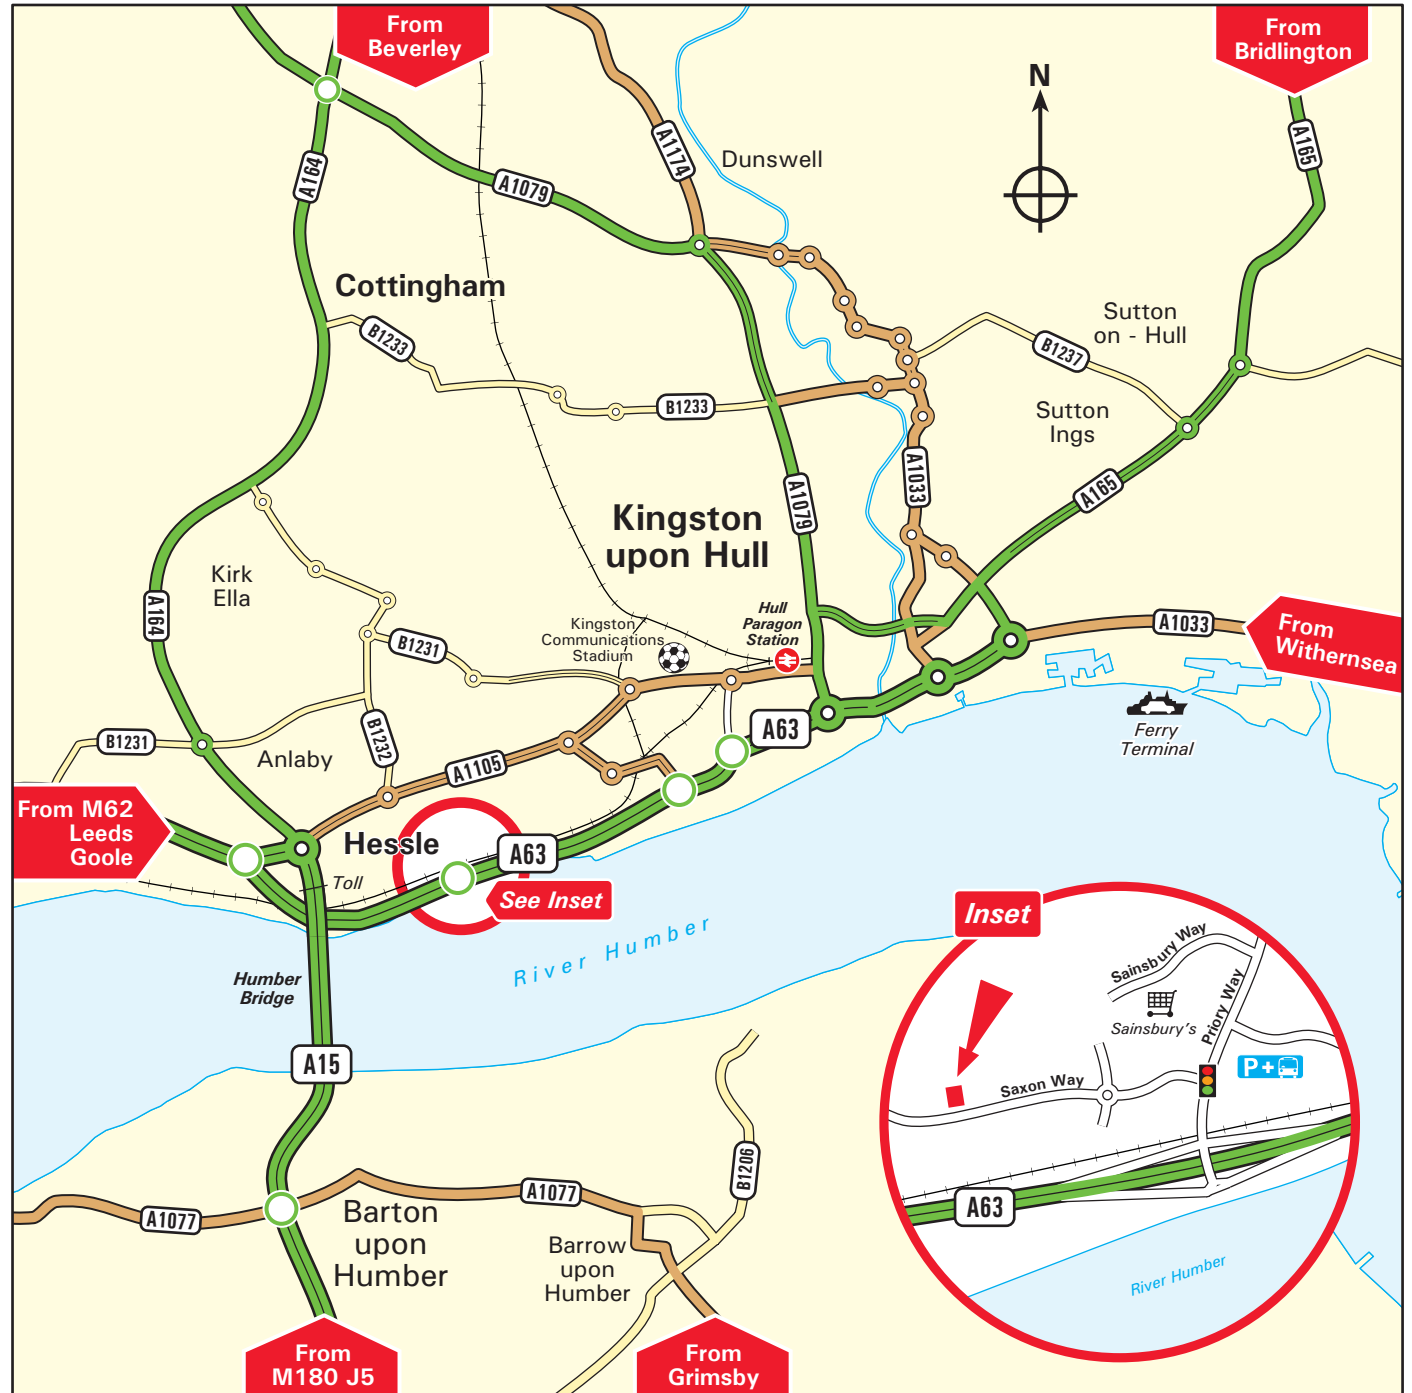 From
Beverley
From
Bridlington
N
A164
A1079
A1174
Dunswell
A165
Cottingham
B1233
Sutton
on - Hull
B1237
B1233
Sutton
Ings
A1033
A165
A1079
Kingston
upon Hull
Kirk
Ella
A164
Hull
Paragon
Station
Kingston
Communications
Stadium
B1231
A1033
From
Withernsea
Ferry
Terminal
B1231
B1232
Anlaby
A1105
A63
From M62
Leeds
Goole
Hessle
A63
Toll
See Inset
River Humber
Humber
Bridge
A15
Inset
Sainsbury Way
Priory Way
Sainsbury's
P+
Saxon Way
A63
River Humber
B1206
A1077
A1077
Barton
upon
Humber
Barrow
upon
Humber
From
M180 J5
From
Grimsby